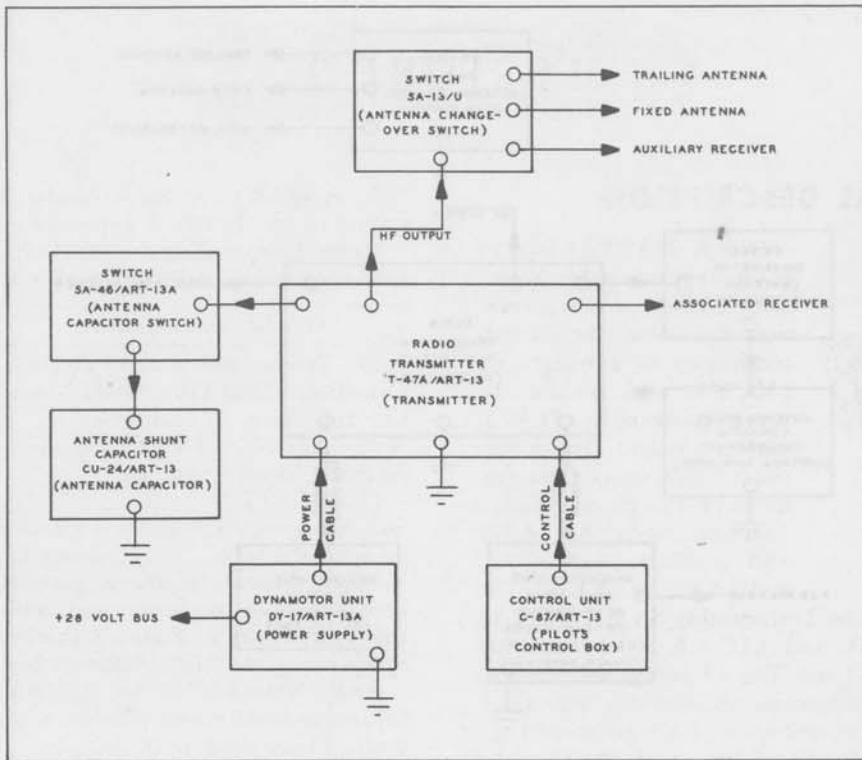 SWITCH
SA-13/U
(ANTENNA CHANGE-
OVER SWITCH)
TRAILING ANTENNA
FIXED ANTENNA
AUXILIARY RECEIVER
HF OUTPUT
SWITCH
SA-46/ART-13A
(ANTENNA
CAPACITOR SWITCH)
RADIO
TRANSMITTER
T-47A/ART-13
(TRANSMITTER)
ASSOCIATED RECEIVER
ANTENNA SHUNT
CAPACITOR
CU-24/ART-13
(ANTENNA CAPACITOR)
POWER
CABLE
CONTROL
CABLE
+28 VOLT BUS
DYNAMOTOR UNIT
DY-17/ART-13A
(POWER SUPPLY)
CONTROL UNIT
C-87/ART-13
(PILOT'S
CONTROL BOX)